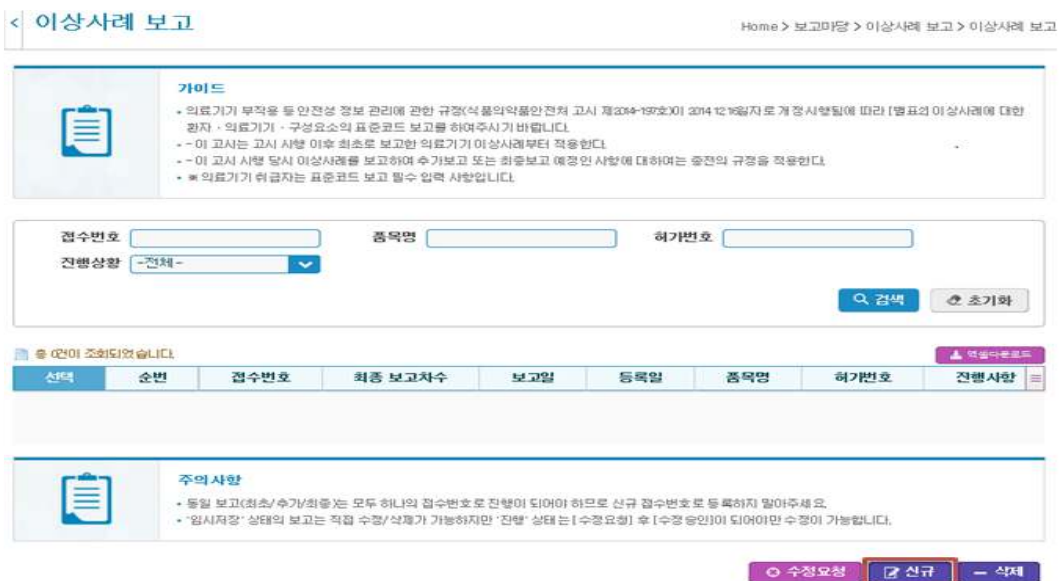 < 이상사례 보고
Home > 보고마당 > 이상사례 보고 > 이상사례 보고
가이드
• 의료기기 부작용 등 안전성 정보 관리에 관한 규정(식품의약품안전처 고시 제2014-197호)이 2014.12.16일자로 개정시행됨에 따라 [별표2] 이상사례에 대한
환자 · 의료기기 · 구성요소의 표준코드 보고를 하여주시기 바랍니다.
• - 이 고시는 고시 시행 이후 최초로 보고한 의료기기 이상사례부터 적용한다.
• - 이 고시 시행 당시 이상사례를 보고하여 추가보고 또는 최종보고 예정인 사항에 대하여는 종전의 규정을 적용한다.
• ※ 의료기기 취급자는 표준코드 보고 필수 입력 사항입니다.
접수번호 품목명 허가번호
진행상황 -전체-
검색 초기화
총 0건이 조회되었습니다. 엑셀다운로드
선택 순번 접수번호 최종 보고차수 보고일 등록일 품목명 허가번호 진행사항
주의사항
• 동일 보고(최초/추가/최종)는 모두 하나의 접수번호로 진행이 되어야 하므로 신규 접수번호로 등록하지 말아주세요.
• '임시저장' 상태의 보고는 직접 수정/삭제가 가능하지만 '진행' 상태는 [수정요청] 후 [수정승인]이 되어야만 수정이 가능합니다.
수정요청 신규 삭제